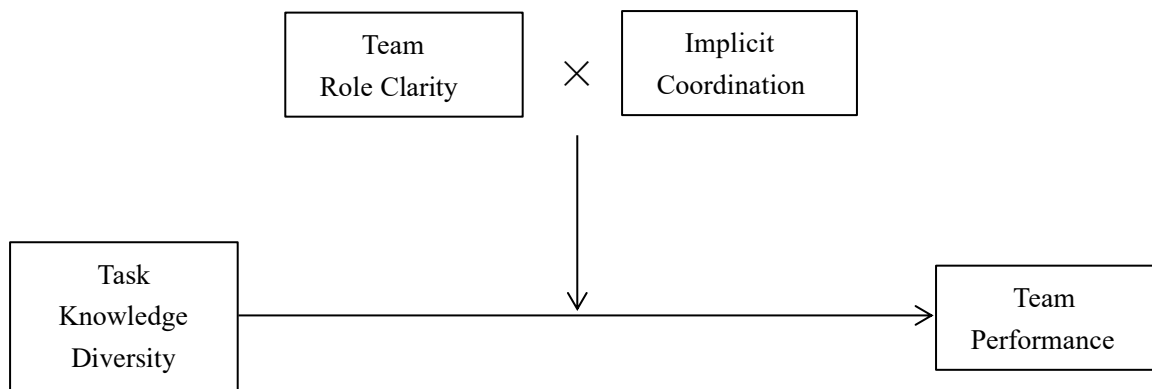 Team
Role Clarity
×
Implicit
Coordination
Task
Knowledge
Diversity
Team
Performance